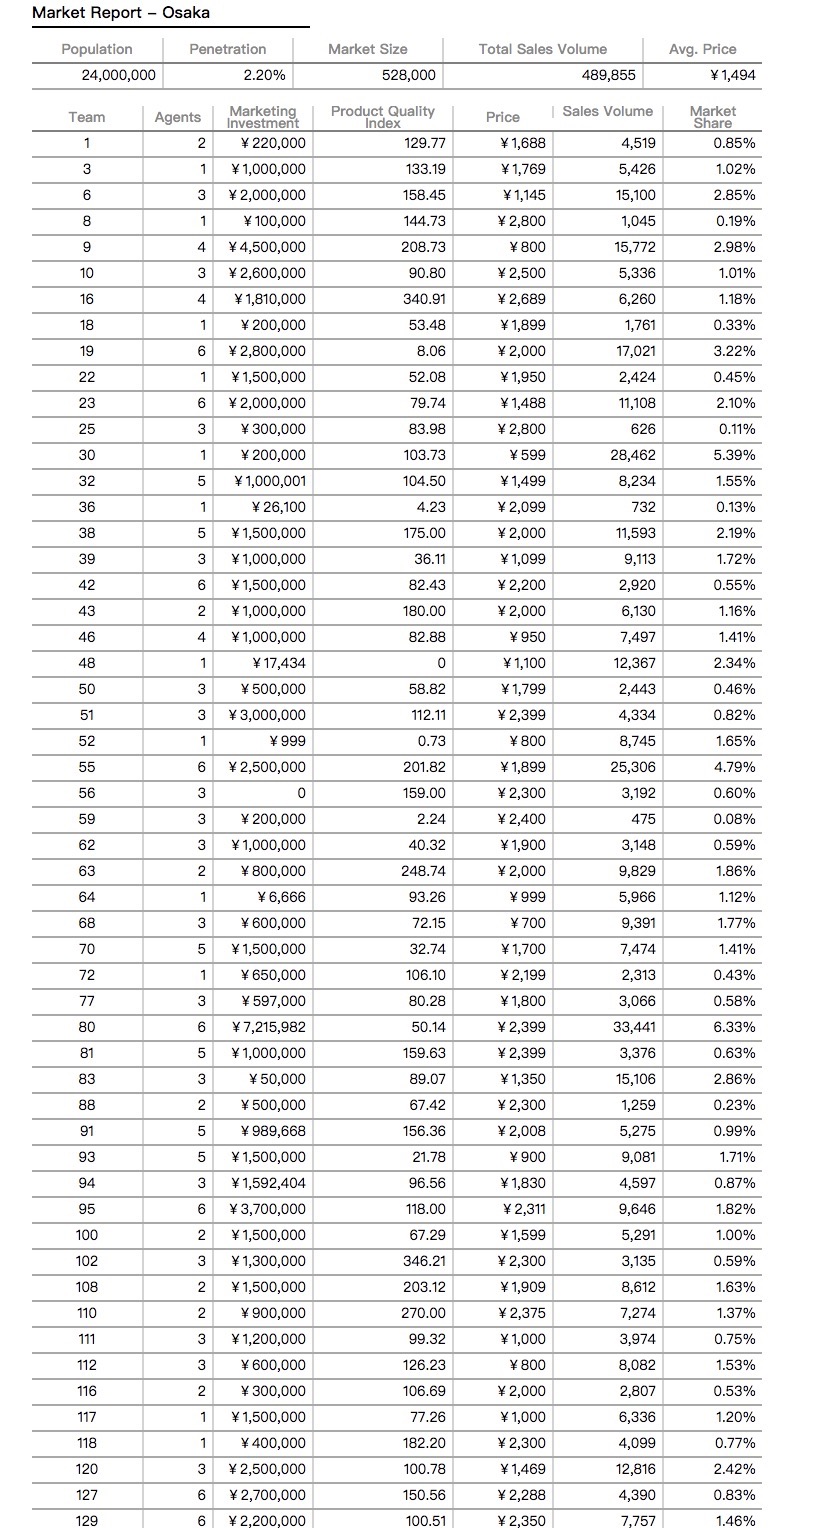 Market Report – Osaka
Population Penetration Market Size Total Sales Volume Avg. Price
24,000,000 2.20% 528,000 489,855 ¥1,494
Team Agents Marketing Investment Product Quality Index Price Sales Volume Market Share
1 2 ¥220,000 129.77 ¥1,688 4,519 0.85%
3 1 ¥1,000,000 133.19 ¥1,769 5,426 1.02%
6 3 ¥2,000,000 158.45 ¥1,145 15,100 2.85%
8 1 ¥100,000 144.73 ¥2,800 1,045 0.19%
9 4 ¥4,500,000 208.73 ¥800 15,772 2.98%
10 3 ¥2,600,000 90.80 ¥2,500 5,336 1.01%
16 4 ¥1,810,000 340.91 ¥2,689 6,260 1.18%
18 1 ¥200,000 53.48 ¥1,899 1,761 0.33%
19 6 ¥2,800,000 8.06 ¥2,000 17,021 3.22%
22 1 ¥1,500,000 52.08 ¥1,950 2,424 0.45%
23 6 ¥2,000,000 79.74 ¥1,488 11,108 2.10%
25 3 ¥300,000 83.98 ¥2,800 626 0.11%
30 1 ¥200,000 103.73 ¥599 28,462 5.39%
32 5 ¥1,000,001 104.50 ¥1,499 8,234 1.55%
36 1 ¥26,100 4.23 ¥2,099 732 0.13%
38 5 ¥1,500,000 175.00 ¥2,000 11,593 2.19%
39 3 ¥1,000,000 36.11 ¥1,099 9,113 1.72%
42 6 ¥1,500,000 82.43 ¥2,200 2,920 0.55%
43 2 ¥1,000,000 180.00 ¥2,000 6,130 1.16%
46 4 ¥1,000,000 82.88 ¥950 7,497 1.41%
48 1 ¥17,434 0 ¥1,100 12,367 2.34%
50 3 ¥500,000 58.82 ¥1,799 2,443 0.46%
51 3 ¥3,000,000 112.11 ¥2,399 4,334 0.82%
52 1 ¥999 0.73 ¥800 8,745 1.65%
55 6 ¥2,500,000 201.82 ¥1,899 25,306 4.79%
56 3 0 159.00 ¥2,300 3,192 0.60%
59 3 ¥200,000 2.24 ¥2,400 475 0.08%
62 3 ¥1,000,000 40.32 ¥1,900 3,148 0.59%
63 2 ¥800,000 248.74 ¥2,000 9,829 1.86%
64 1 ¥6,666 93.26 ¥999 5,966 1.12%
68 3 ¥600,000 72.15 ¥700 9,391 1.77%
70 5 ¥1,500,000 32.74 ¥1,700 7,474 1.41%
72 1 ¥650,000 106.10 ¥2,199 2,313 0.43%
77 3 ¥597,000 80.28 ¥1,800 3,066 0.58%
80 6 ¥7,215,982 50.14 ¥2,399 33,441 6.33%
81 5 ¥1,000,000 159.63 ¥2,399 3,376 0.63%
83 3 ¥50,000 89.07 ¥1,350 15,106 2.86%
88 2 ¥500,000 67.42 ¥2,300 1,259 0.23%
91 5 ¥989,668 156.36 ¥2,008 5,275 0.99%
93 5 ¥1,500,000 21.78 ¥900 9,081 1.71%
94 3 ¥1,592,404 96.56 ¥1,830 4,597 0.87%
95 6 ¥3,700,000 118.00 ¥2,311 9,646 1.82%
100 2 ¥1,500,000 67.29 ¥1,599 5,291 1.00%
102 3 ¥1,300,000 346.21 ¥2,300 3,135 0.59%
108 2 ¥1,500,000 203.12 ¥1,909 8,612 1.63%
110 2 ¥900,000 270.00 ¥2,375 7,274 1.37%
111 3 ¥1,200,000 99.32 ¥1,000 3,974 0.75%
112 3 ¥600,000 126.23 ¥800 8,082 1.53%
116 2 ¥300,000 106.69 ¥2,000 2,807 0.53%
117 1 ¥1,500,000 77.26 ¥1,000 6,336 1.20%
118 1 ¥400,000 182.20 ¥2,300 4,099 0.77%
120 3 ¥2,500,000 100.78 ¥1,469 12,816 2.42%
127 6 ¥2,700,000 150.56 ¥2,288 4,390 0.83%
129 6 ¥2,200,000 100.51 ¥2,350 7,757 1.46%